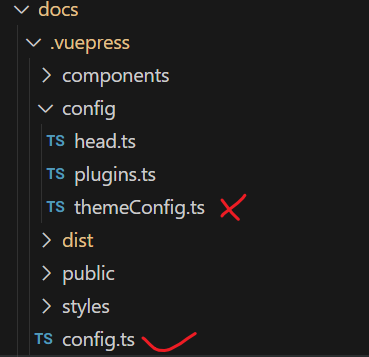 docs
.vuepress
components
config
TS head.ts
TS plugins.ts
TS themeConfig.ts
dist
public
styles
TS config.ts